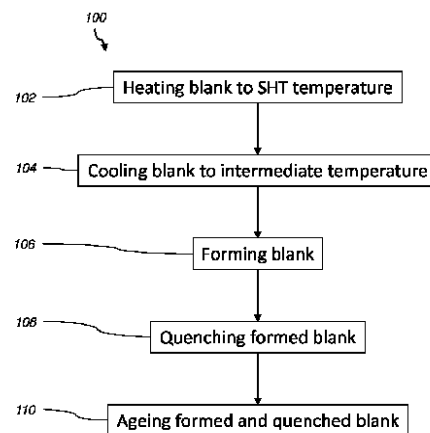 100
102 Heating blank to SHT temperature
104 Cooling blank to intermediate temperature
106 Forming blank
108 Quenching formed blank
110 Ageing formed and quenched blank